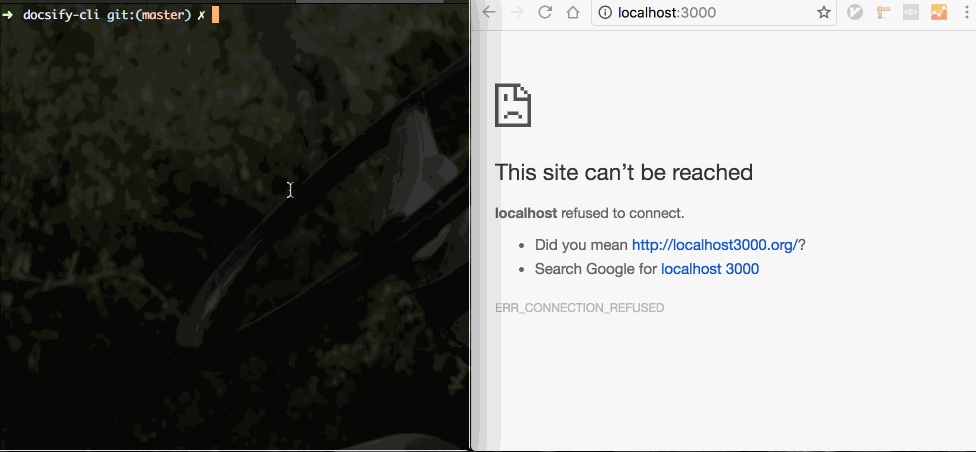 ➜ docsify-cli git:(master) ✗
localhost:3000
This site can’t be reached
localhost refused to connect.
• Did you mean http://localhost3000.org/?
• Search Google for localhost 3000
ERR_CONNECTION_REFUSED